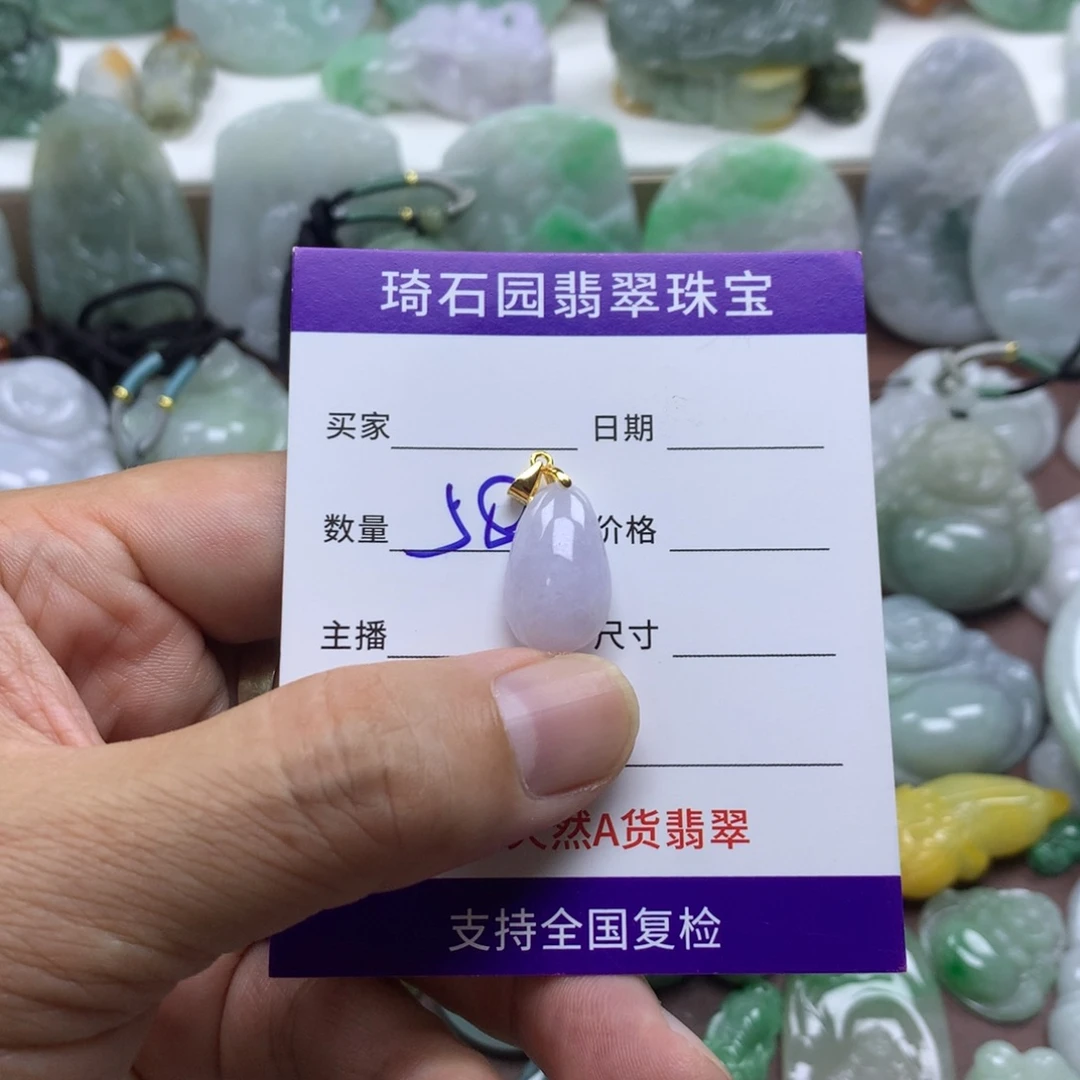 琦石园翡翠珠宝
买家 日期
数量 58 价格
主播 尺寸
然A货翡翠
支持全国复检